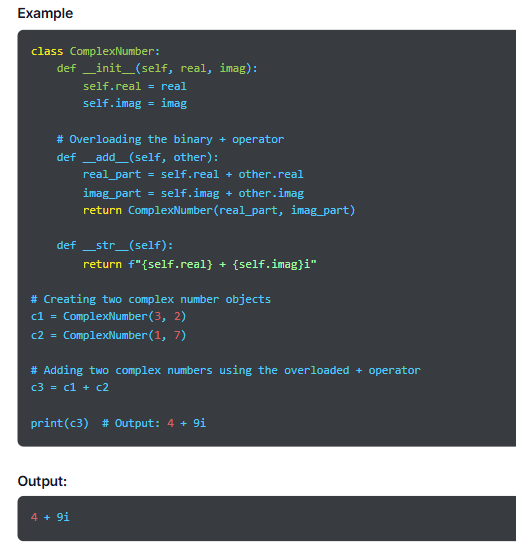 Example
class ComplexNumber:
    def __init__(self, real, imag):
        self.real = real
        self.imag = imag

    # Overloading the binary + operator
    def __add__(self, other):
        real_part = self.real + other.real
        imag_part = self.imag + other.imag
        return ComplexNumber(real_part, imag_part)

    def __str__(self):
        return f"{self.real} + {self.imag}i"

# Creating two complex number objects
c1 = ComplexNumber(3, 2)
c2 = ComplexNumber(1, 7)

# Adding two complex numbers using the overloaded + operator
c3 = c1 + c2

print(c3)  # Output: 4 + 9i
Output:
4 + 9i